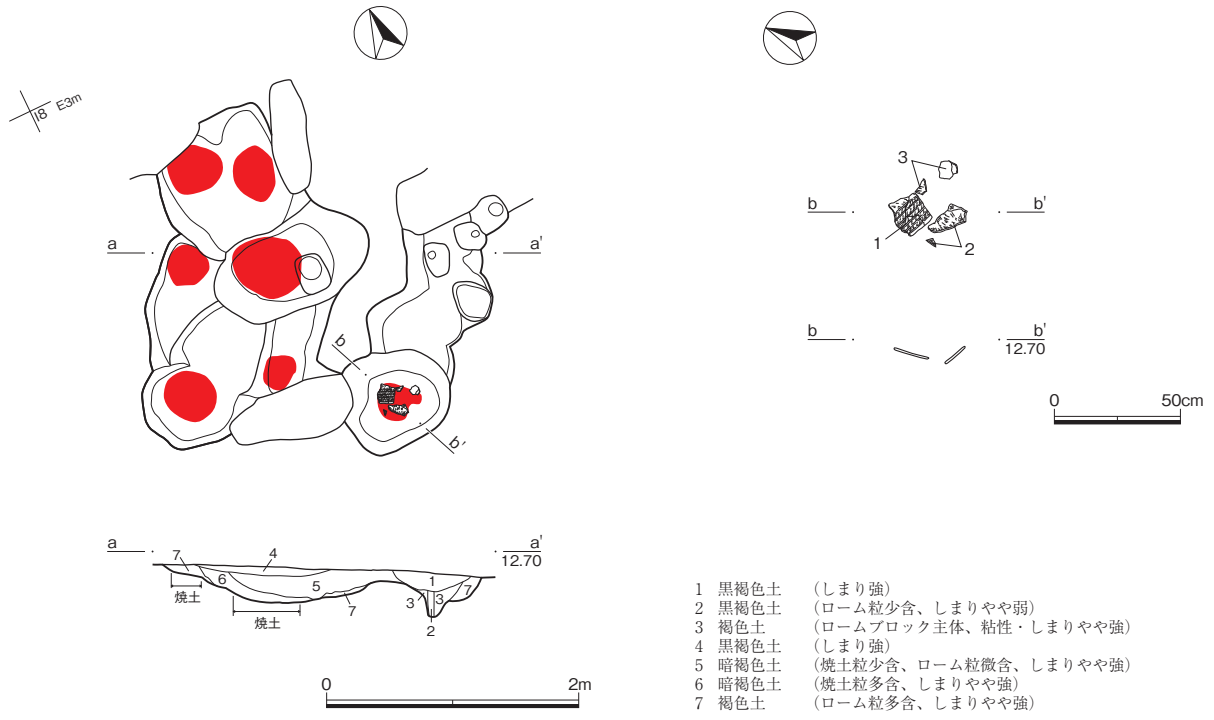 I8 E3m
a
a'
b
b'
3
b
b'
1
2
b
b'
12.70
0
50cm
a
a'
12.70
7
4
6
5
1
7
3
3
7
2
焼土
焼土
0
2m
1 黒褐色土 (しまり強)
2 黒褐色土 (ローム粒少含、しまりやや弱)
3 褐色土 (ロームブロック主体、粘性・しまりやや強)
4 黒褐色土 (しまり強)
5 暗褐色土 (焼土粒少含、ローム粒微含、しまりやや強)
6 暗褐色土 (焼土粒多含、しまりやや強)
7 褐色土 (ローム粒多含、しまりやや強)